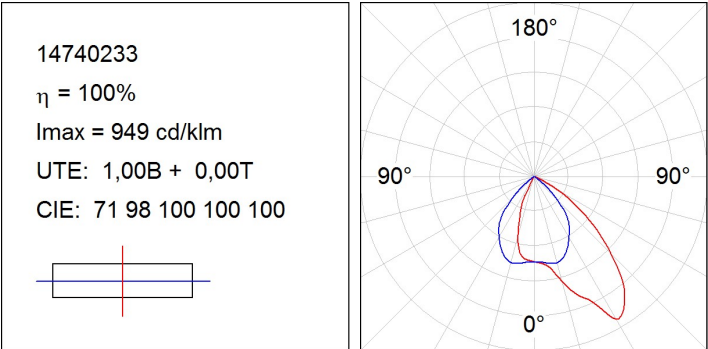 14740233
η = 100%
Imax = 949 cd/klm
UTE: 1,00B + 0,00T
CIE: 71 98 100 100 100
180°
90° 90°
0°